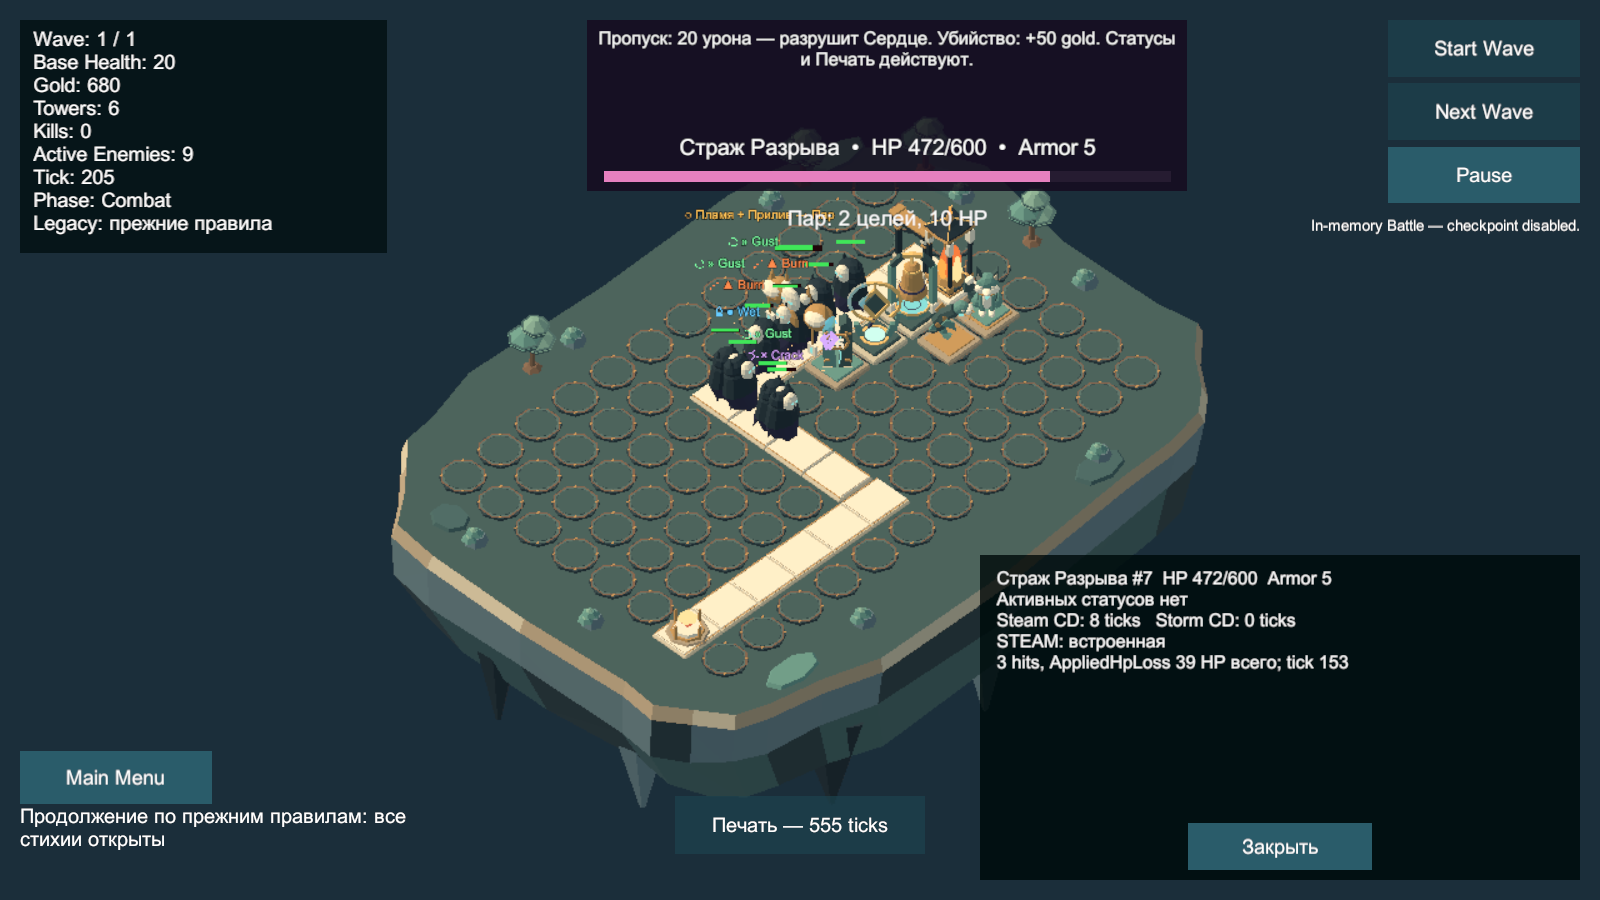 Wave: 1 / 1
Base Health: 20
Gold: 680
Towers: 6
Kills: 0
Active Enemies: 9
Tick: 205
Phase: Combat
Legacy: прежние правила
Пропуск: 20 урона — разрушит Сердце. Убийство: +50 gold. Статусы
и Печать действуют.
Страж Разрыва • HP 472/600 • Armor 5
Start Wave
Next Wave
Pause
In-memory Battle — checkpoint disabled.
Пламя + Прилив
Пар: 2 целей, 10 HP
» Gust
» Gust
Burn
Burn
Wet
Gust
Crack
Страж Разрыва #7 HP 472/600 Armor 5
Активных статусов нет
Steam CD: 8 ticks Storm CD: 0 ticks
STEAM: встроенная
3 hits, AppliedHpLoss 39 HP всего; tick 153
Закрыть
Main Menu
Продолжение по прежним правилам: все
стихии открыты
Печать — 555 ticks